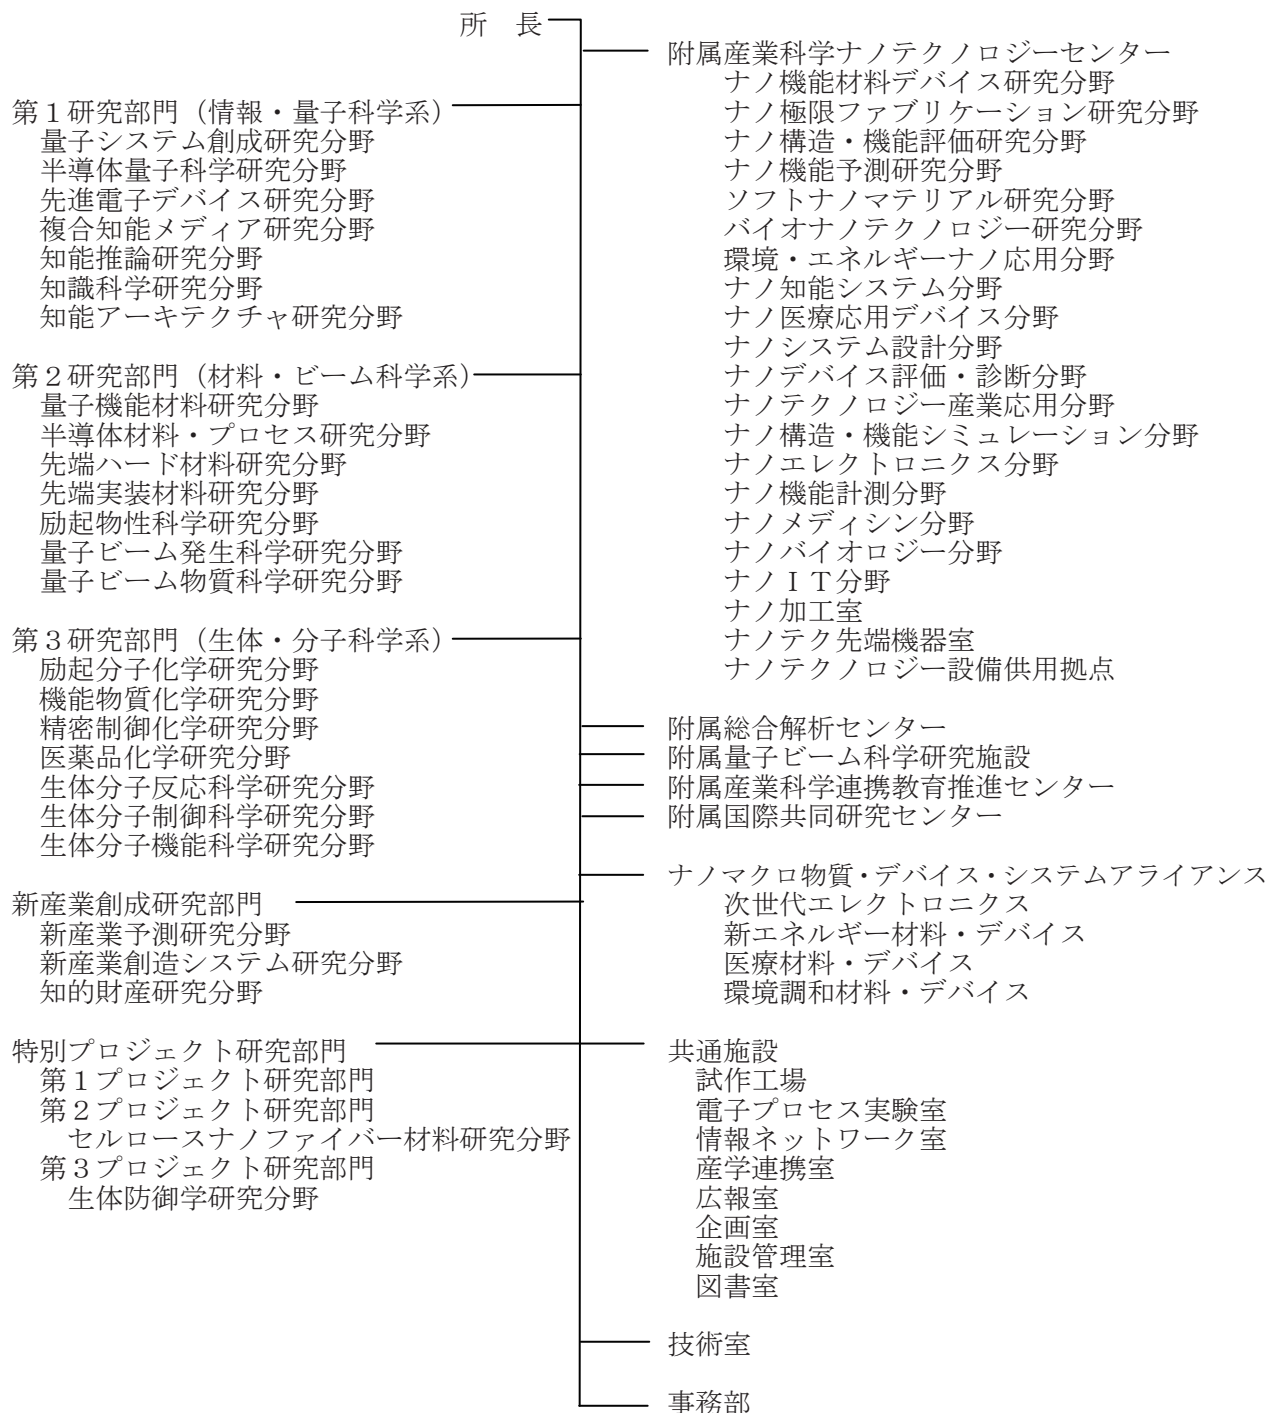 所　長
第１研究部門（情報・量子科学系）
量子システム創成研究分野
半導体量子科学研究分野
先進電子デバイス研究分野
複合知能メディア研究分野
知能推論研究分野
知識科学研究分野
知能アーキテクチャ研究分野
第２研究部門（材料・ビーム科学系）
量子機能材料研究分野
半導体材料・プロセス研究分野
先端ハード材料研究分野
先端実装材料研究分野
励起物性科学研究分野
量子ビーム発生科学研究分野
量子ビーム物質科学研究分野
第３研究部門（生体・分子科学系）
励起分子化学研究分野
機能物質化学研究分野
精密制御化学研究分野
医薬品化学研究分野
生体分子反応科学研究分野
生体分子制御科学研究分野
生体分子機能科学研究分野
新産業創成研究部門
新産業予測研究分野
新産業創造システム研究分野
知的財産研究分野
特別プロジェクト研究部門
第１プロジェクト研究部門
第２プロジェクト研究部門
セルロースナノファイバー材料研究分野
第３プロジェクト研究部門
生体防御学研究分野
附属産業科学ナノテクノロジーセンター
ナノ機能材料デバイス研究分野
ナノ極限ファブリケーション研究分野
ナノ構造・機能評価研究分野
ナノ機能予測研究分野
ソフトナノマテリアル研究分野
バイオナノテクノロジー研究分野
環境・エネルギーナノ応用分野
ナノ知能システム分野
ナノ医療応用デバイス分野
ナノシステム設計分野
ナノデバイス評価・診断分野
ナノテクノロジー産業応用分野
ナノ構造・機能シミュレーション分野
ナノエレクトロニクス分野
ナノ機能計測分野
ナノメディシン分野
ナノバイオロジー分野
ナノＩＴ分野
ナノ加工室
ナノテク先端機器室
ナノテクノロジー設備供用拠点
附属総合解析センター
附属量子ビーム科学研究施設
附属産業科学連携教育推進センター
附属国際共同研究センター
ナノマクロ物質・デバイス・システムアライアンス
次世代エレクトロニクス
新エネルギー材料・デバイス
医療材料・デバイス
環境調和材料・デバイス
共通施設
試作工場
電子プロセス実験室
情報ネットワーク室
産学連携室
広報室
企画室
施設管理室
図書室
技術室
事務部